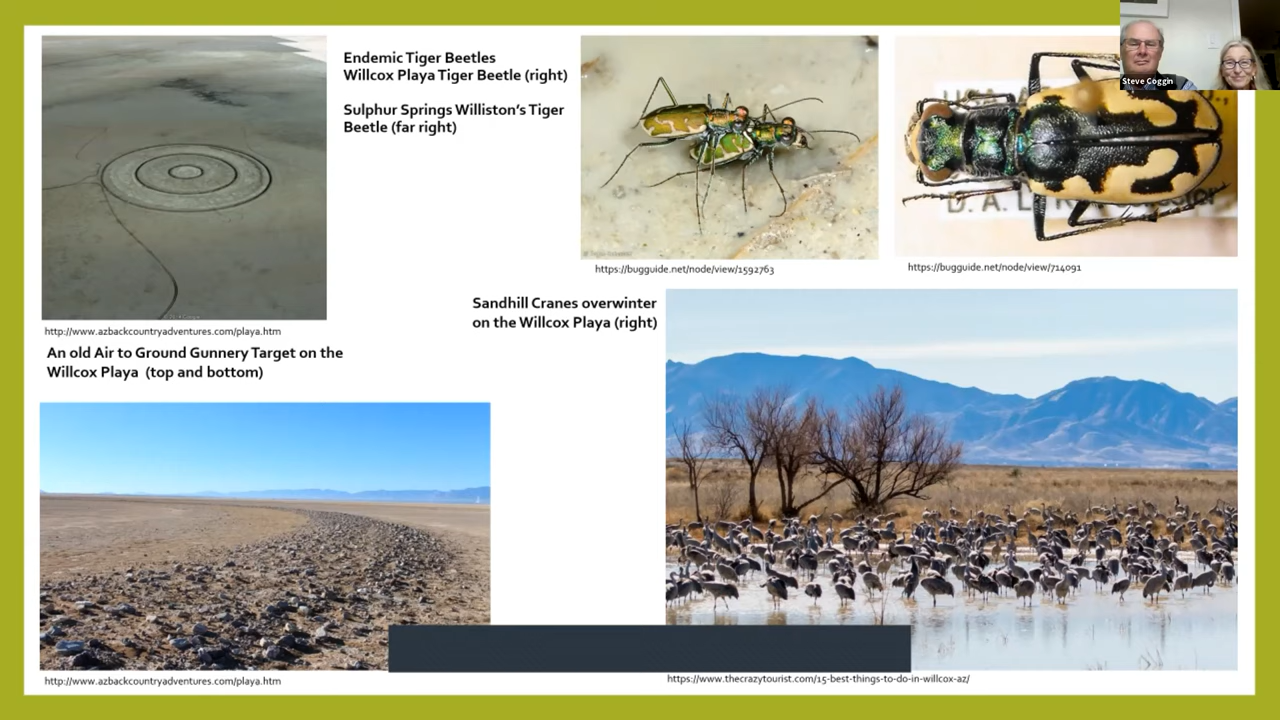 Endemic Tiger Beetles
Willcox Playa Tiger Beetle (right)
Sulphur Springs Williston's Tiger
Beetle (far right)
Steve Coggin
D. A. L
https://bugguide.net/node/view/1592763
https://bugguide.net/node/view/714091
Sandhill Cranes overwinter
on the Willcox Playa (right)
http://www.azbackcountryadventures.com/playa.htm
An old Air to Ground Gunnery Target on the
Willcox Playa (top and bottom)
http://www.azbackcountryadventures.com/playa.htm
https://www.thecrazytourist.com/15-best-things-to-do-in-willcox-az/